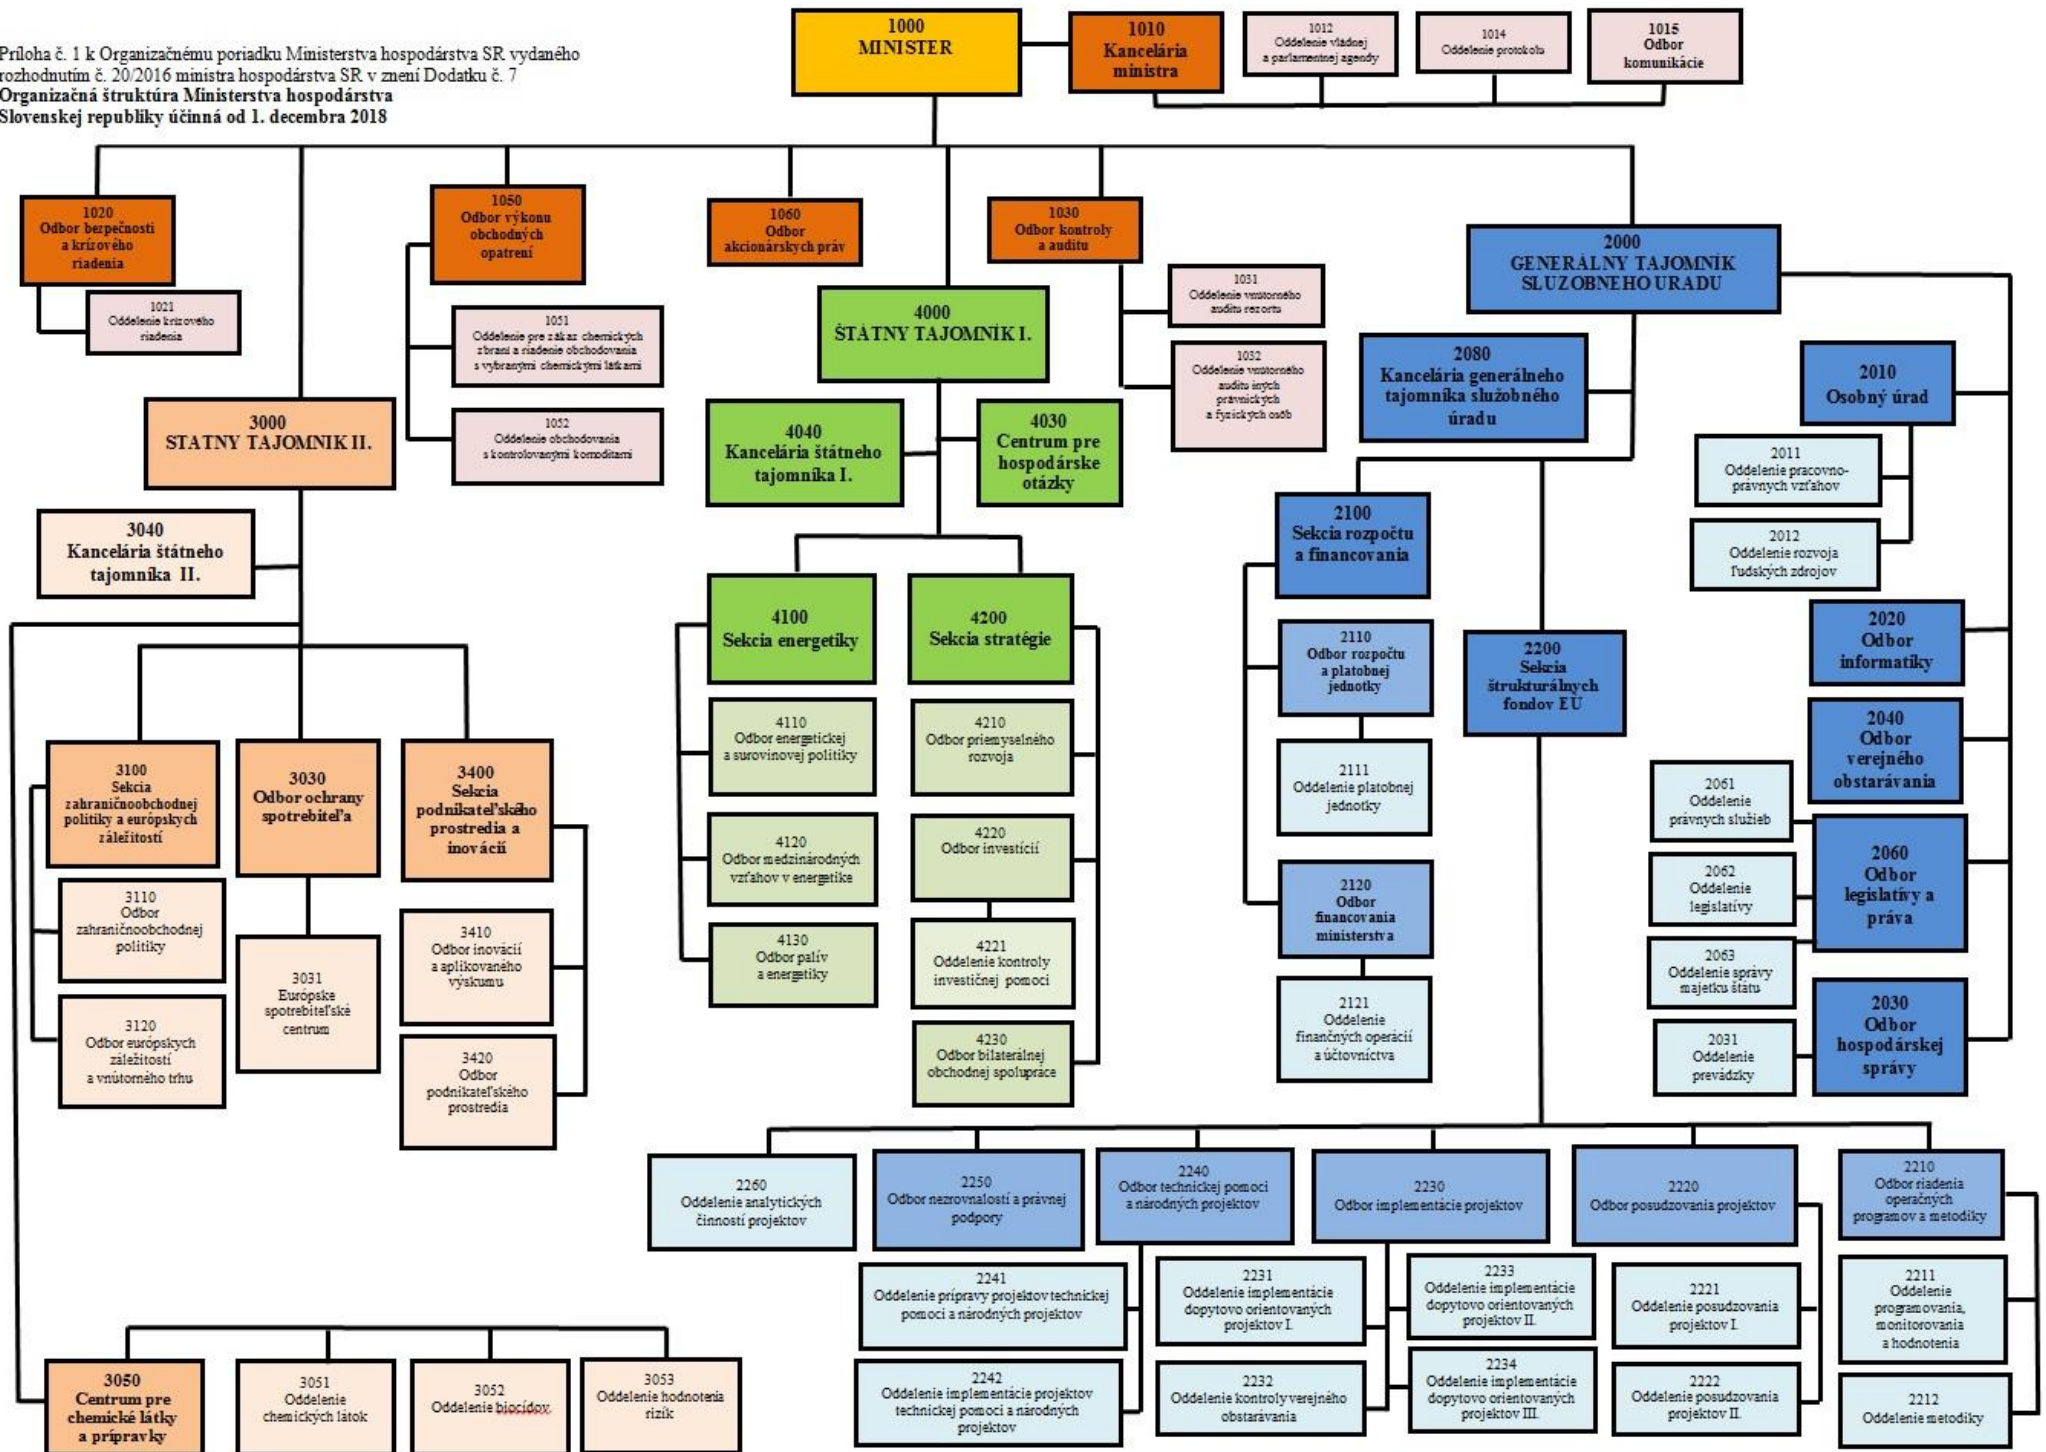 Príloha č. 1 k Organizačnému poriadku Ministerstva hospodárstva SR vydaného
rozhodnutím č. 20/2016 ministra hospodárstva SR v znení Dodatku č. 7
Organizačná štruktúra Ministerstva hospodárstva
Slovenskej republiky účinná od 1. decembra 2018
1000
MINISTER
1010
Kancelária
ministra
1012
Oddelenie vládnej
a parlamentnej agendy
1014
Oddelenie protokolu
1015
Odbor
komunikácie
1020
Odbor bezpečnosti
a krízového
riadenia
1021
Oddelenie krízového
riadenia
1050
Odbor výkonu
obchodných
opatrení
1051
Oddelenie pre zákaz chemických
zbraní a riadenie obchodovania
s vybranými chemickými látkami
1052
Oddelenie obchodovania
s kontrolovanými komoditami
1060
Odbor
akcionárskych práv
1030
Odbor kontroly
a auditu
1031
Oddelenie vnútorného
auditu rezortu
1032
Oddelenie vnútorného
auditu iných
právnických
a fyzických osôb
2000
GENERÁLNY TAJOMNÍK
SLUZOBNEHO URADU
2080
Kancelária generálneho
tajomníka služobného
úradu
2010
Osobný úrad
2011
Oddelenie pracovno-
právnych vzťahov
2012
Oddelenie rozvoja
ľudských zdrojov
2020
Odbor
informatiky
2040
Odbor
verejného
obstarávania
2060
Odbor
legislatívy a
práva
2061
Oddelenie
právnych služieb
2062
Oddelenie
legislatívy
2063
Oddelenie správy
majetku štátu
2030
Odbor
hospodárskej
správy
2031
Oddelenie
prevádzky
4000
ŠTÁTNY TAJOMNÍK I.
4040
Kancelária štátneho
tajomníka I.
4030
Centrum pre
hospodárske
otázky
4100
Sekcia energetiky
4110
Odbor energetickej
a surovinovej politiky
4120
Odbor medzinárodných
vzťahov v energetike
4130
Odbor palív
a energetiky
4200
Sekcia stratégie
4210
Odbor priemyselného
rozvoja
4220
Odbor investícií
4221
Oddelenie kontroly
investičnej pomoci
4230
Odbor bilaterálnej
obchodnej spolupráce
3000
STATNY TAJOMNIK II.
3040
Kancelária štátneho
tajomníka II.
3100
Sekcia
zahraničnoobchodnej
politiky a európskych
záležitostí
3110
Odbor
zahraničnoobchodnej
politiky
3120
Odbor európskych
záležitostí
a vnútorného trhu
3030
Odbor ochrany
spotrebiteľa
3031
Európske
spotrebiteľské
centrum
3400
Sekcia
podnikateľského
prostredia a
inovácií
3410
Odbor inovácií
a aplikovaného
výskumu
3420
Odbor
podnikateľského
prostredia
2100
Sekcia rozpočtu
a financovania
2110
Odbor rozpočtu
a platobnej
jednotky
2111
Oddelenie platobnej
jednotky
2120
Odbor
financovania
ministerstva
2121
Oddelenie
finančných operácií
a účtovníctva
2200
Sekcia
štrukturálnych
fondov EÚ
2260
Oddelenie analytických
činností projektov
2250
Odbor nezrovnalostí a právnej
podpory
2240
Odbor technickej pomoci
a národných projektov
2241
Oddelenie prípravy projektov technickej
pomoci a národných projektov
2242
Oddelenie implementácie projektov
technickej pomoci a národných
projektov
2230
Odbor implementácie projektov
2231
Oddelenie implementácie
dopytovo orientovaných
projektov I.
2232
Oddelenie kontroly verejného
obstarávania
2233
Oddelenie implementácie
dopytovo orientovaných
projektov II.
2234
Oddelenie implementácie
dopytovo orientovaných
projektov III.
2220
Odbor posudzovania projektov
2221
Oddelenie posudzovania
projektov I.
2222
Oddelenie posudzovania
projektov II.
2210
Odbor riadenia
operačných
programov a metodiky
2211
Oddelenie
programovania,
monitorovania
a hodnotenia
2212
Oddelenie metodiky
3050
Centrum pre
chemické látky
a prípravky
3051
Oddelenie
chemických látok
3052
Oddelenie biocídov
3053
Oddelenie hodnotenia
rizík